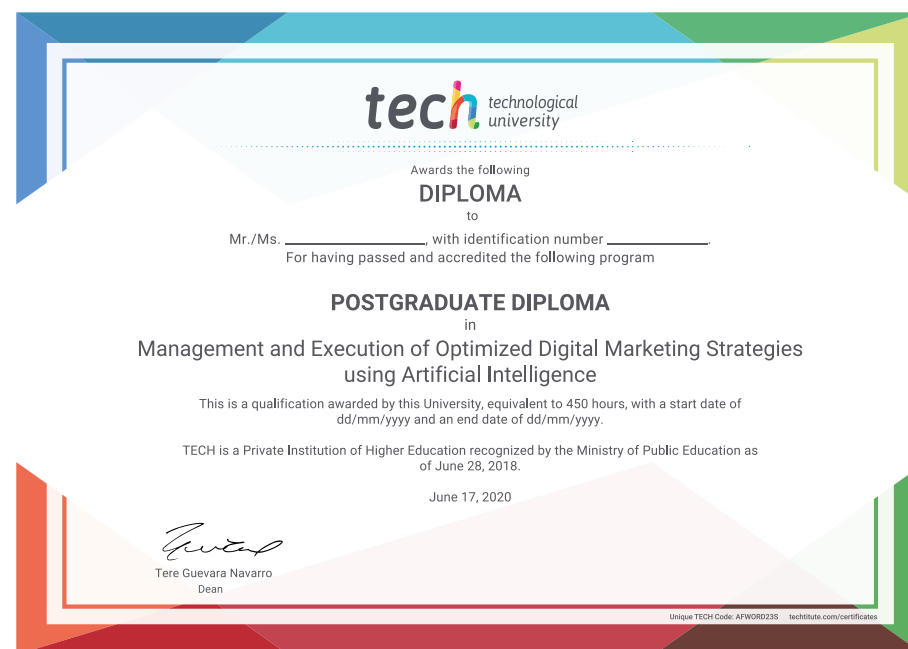 tech technological
university
Awards the following
DIPLOMA
to
Mr./Ms. ____________, with identification number ____________.
For having passed and accredited the following program
POSTGRADUATE DIPLOMA
in
Management and Execution of Optimized Digital Marketing Strategies
using Artificial Intelligence
This is a qualification awarded by this University, equivalent to 450 hours, with a start date of
dd/mm/yyyy and an end date of dd/mm/yyyy.
TECH is a Private Institution of Higher Education recognized by the Ministry of Public Education as
of June 28, 2018.
June 17, 2020
Tere Guevara Navarro
Dean
Unique TECH Code: AFWORD23S techtitute.com/certificates